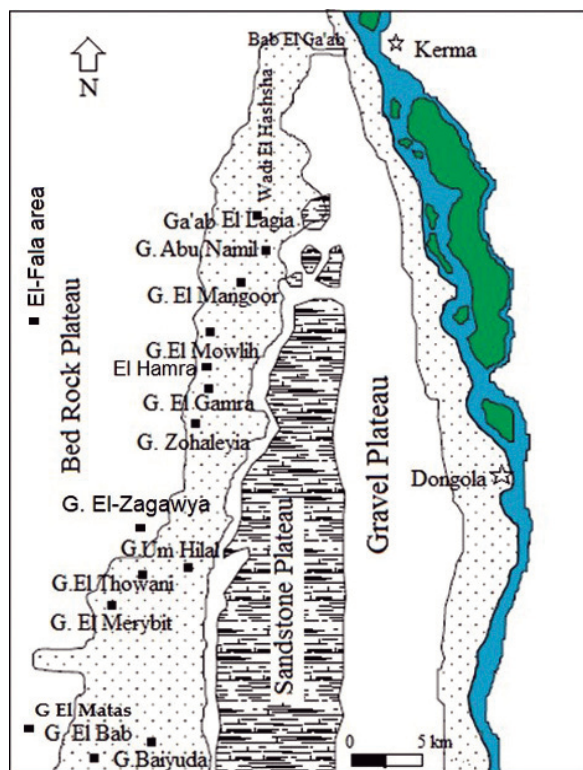 Bab El Ga'ab
Kerma
N
Wadi El Hashsha
Ga'ab El Lagia
G. Abu Namil
El-Fala area
G. El Mangoor
Bed Rock Plateau
G.El Mowlih
El Hamra
G. El Gamra
G. Zohaleyia
Gravel Plateau
Dongola
G. El-Zagawya
G.Um Hilal
G.El Thowani
Sandstone Plateau
G. El Merybit
G El Matas
G. El Bab
G.Baiyuda
0 5 km